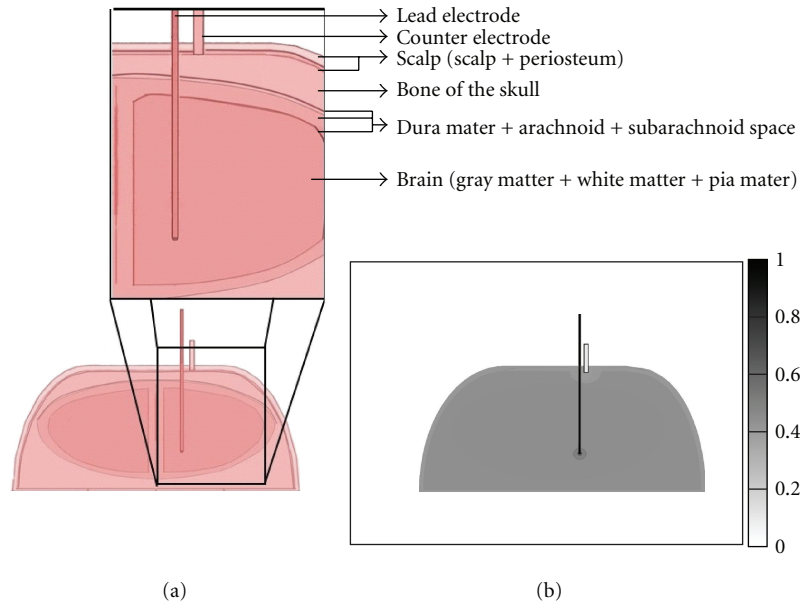 Lead electrode
Counter electrode
Scalp (scalp + periosteum)
Bone of the skull
Dura mater + arachnoid + subarachnoid space
Brain (gray matter + white matter + pia mater)
1
0.8
0.6
0.4
0.2
0
(a)
(b)